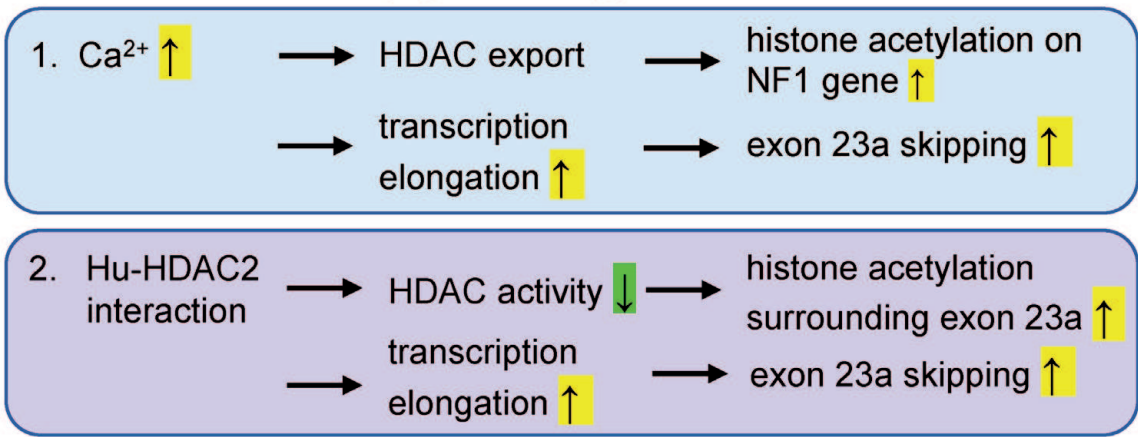 1. Ca²⁺ ↑ → HDAC export → histone acetylation on
NF1 gene ↑
→ transcription
elongation ↑ → exon 23a skipping ↑
2. Hu-HDAC2
interaction → HDAC activity ↓ → histone acetylation
surrounding exon 23a ↑
→ transcription
elongation ↑ → exon 23a skipping ↑